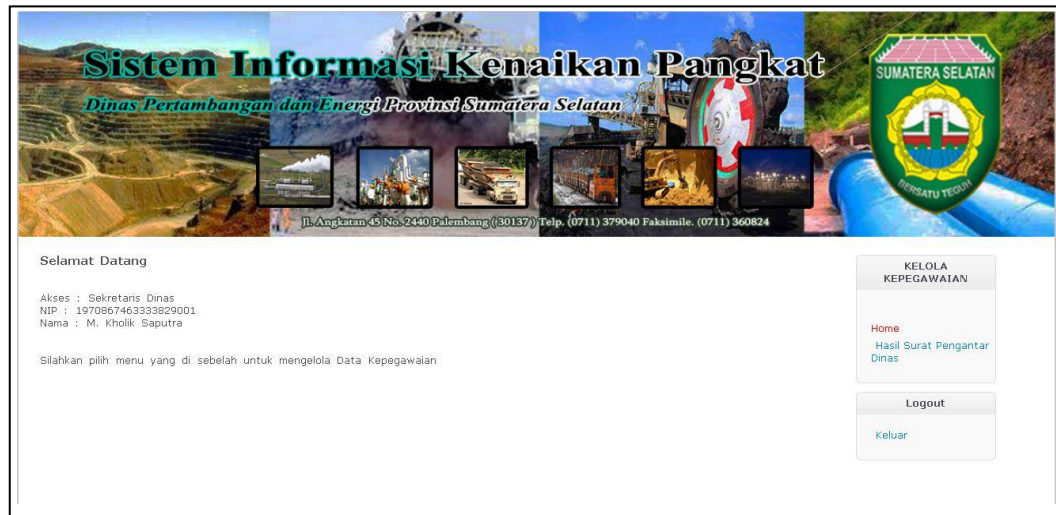 Sistem Informasi Kenaikan Pangkat
Dinas Pertambangan dan Energi Provinsi Sumatera Selatan
SUMATERA SELATAN
BERSATU TEGUH
Jl. Angkatan 45 No. 2440 Palembang (30137) Telp. (0711) 379040 Faksimile. (0711) 360824
Selamat Datang
Akses : Sekretaris Dinas
NIP : 1970867463333829001
Nama : M. Kholik Saputra
Silahkan pilih menu yang di sebelah untuk mengelola Data Kepegawaian
KELOLA
KEPEGAWAIAN
Home
Hasil Surat Pengantar
Dinas
Logout
Keluar